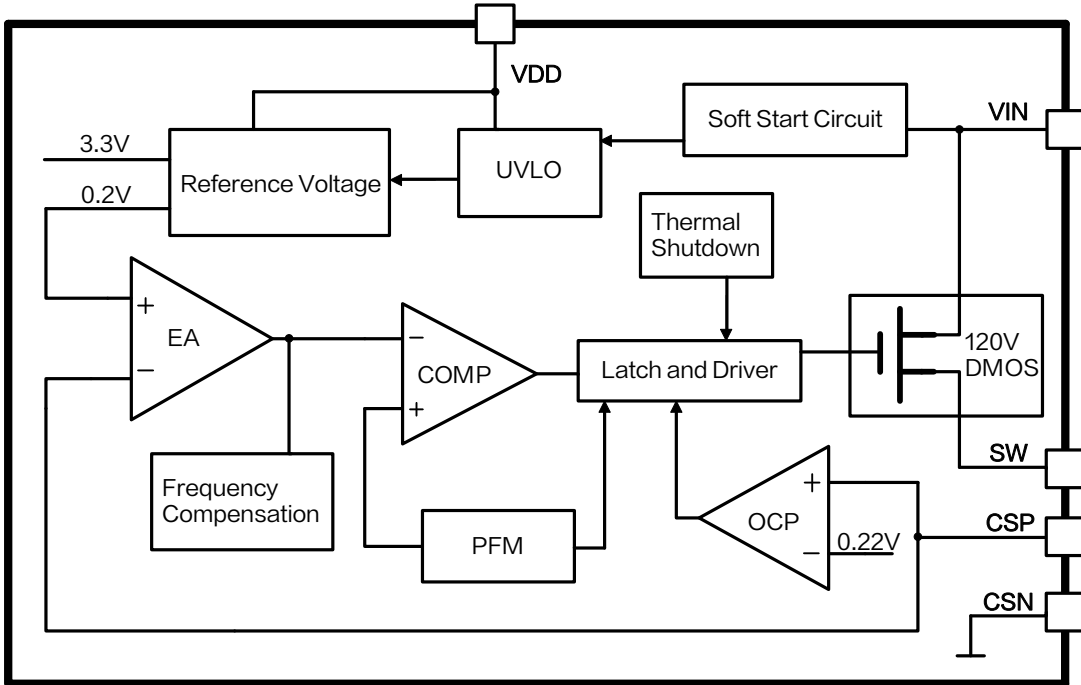 VDD
VIN
Soft Start Circuit
3.3V
UVLO
Reference Voltage
0.2V
Thermal
Shutdown
+
EA
−
−
COMP
+
Latch and Driver
120V
DMOS
SW
Frequency
Compensation
PFM
+
OCP
−
0.22V
CSP
CSN